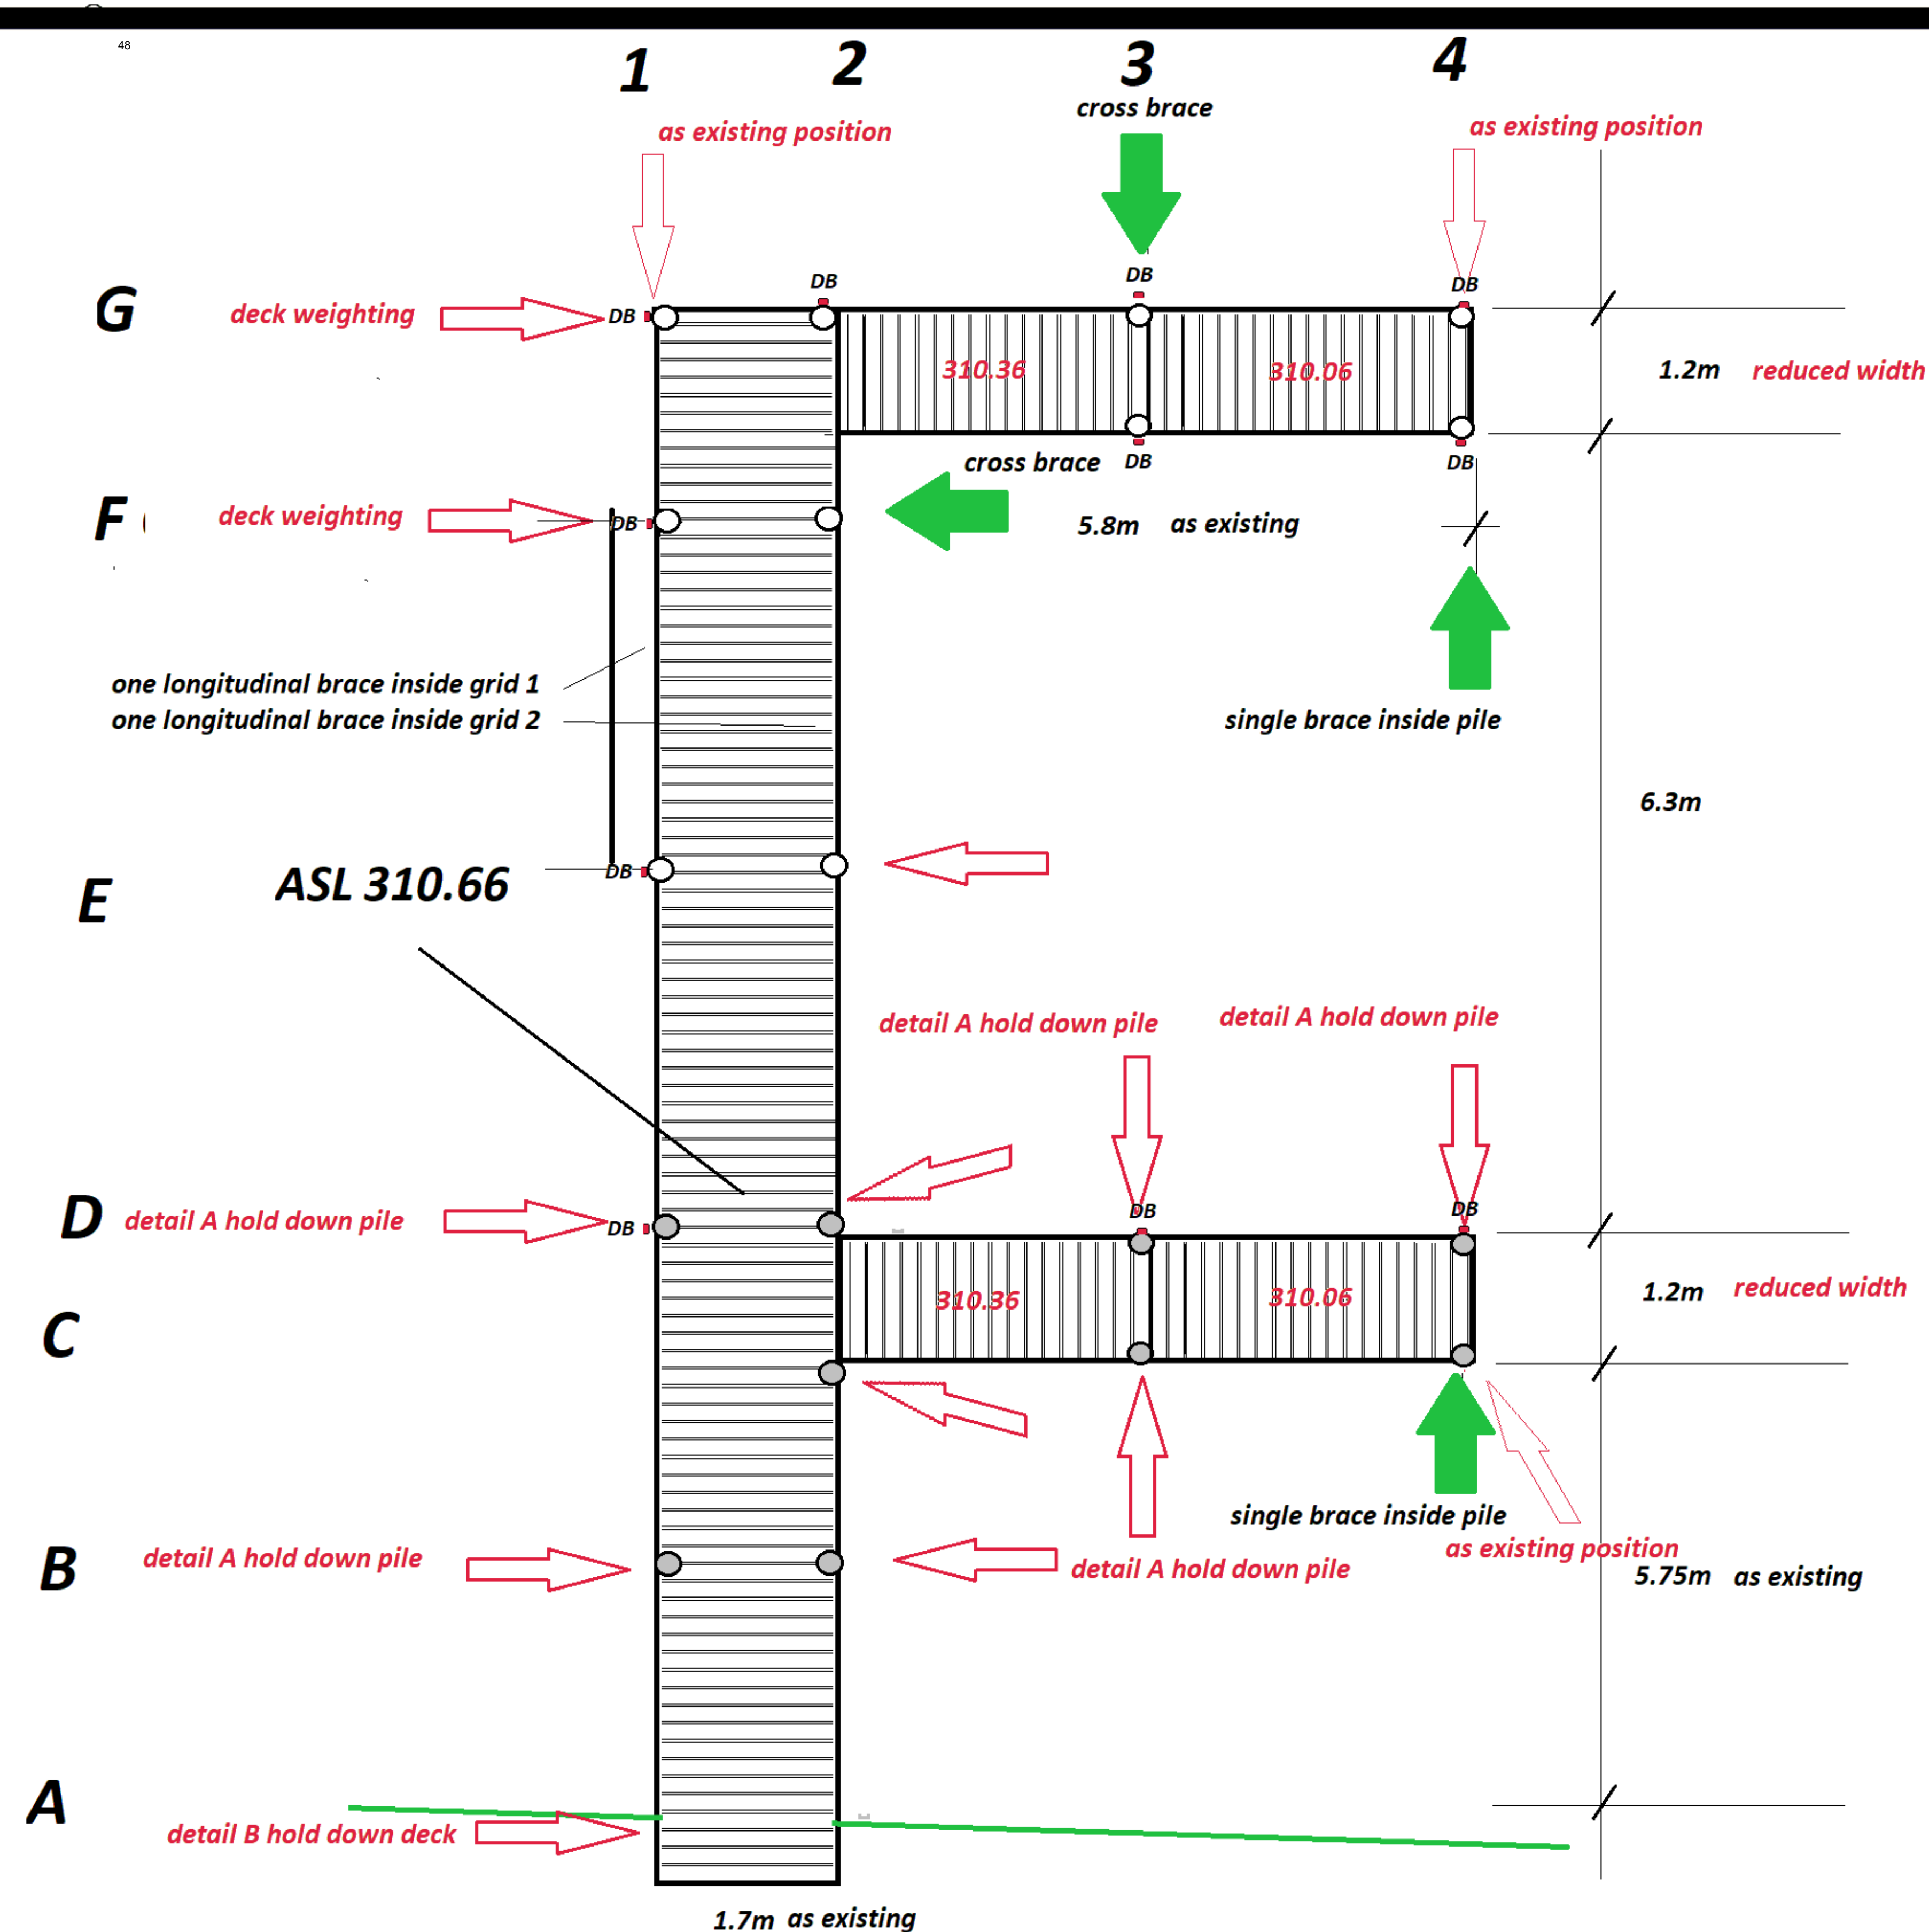 48
1 2 3 4
cross brace
as existing position
as existing position
DB
DB
DB
G
deck weighting
DB
310.36
310.06
1.2m reduced width
cross brace
DB
DB
F
deck weighting
DB
5.8m as existing
one longitudinal brace inside grid 1
one longitudinal brace inside grid 2
single brace inside pile
6.3m
E
ASL 310.66
DB
detail A hold down pile
detail A hold down pile
D
detail A hold down pile
DB
DB
DB
310.36
310.06
1.2m reduced width
C
single brace inside pile
as existing position
B
detail A hold down pile
detail A hold down pile
5.75m as existing
A
detail B hold down deck
1.7m as existing